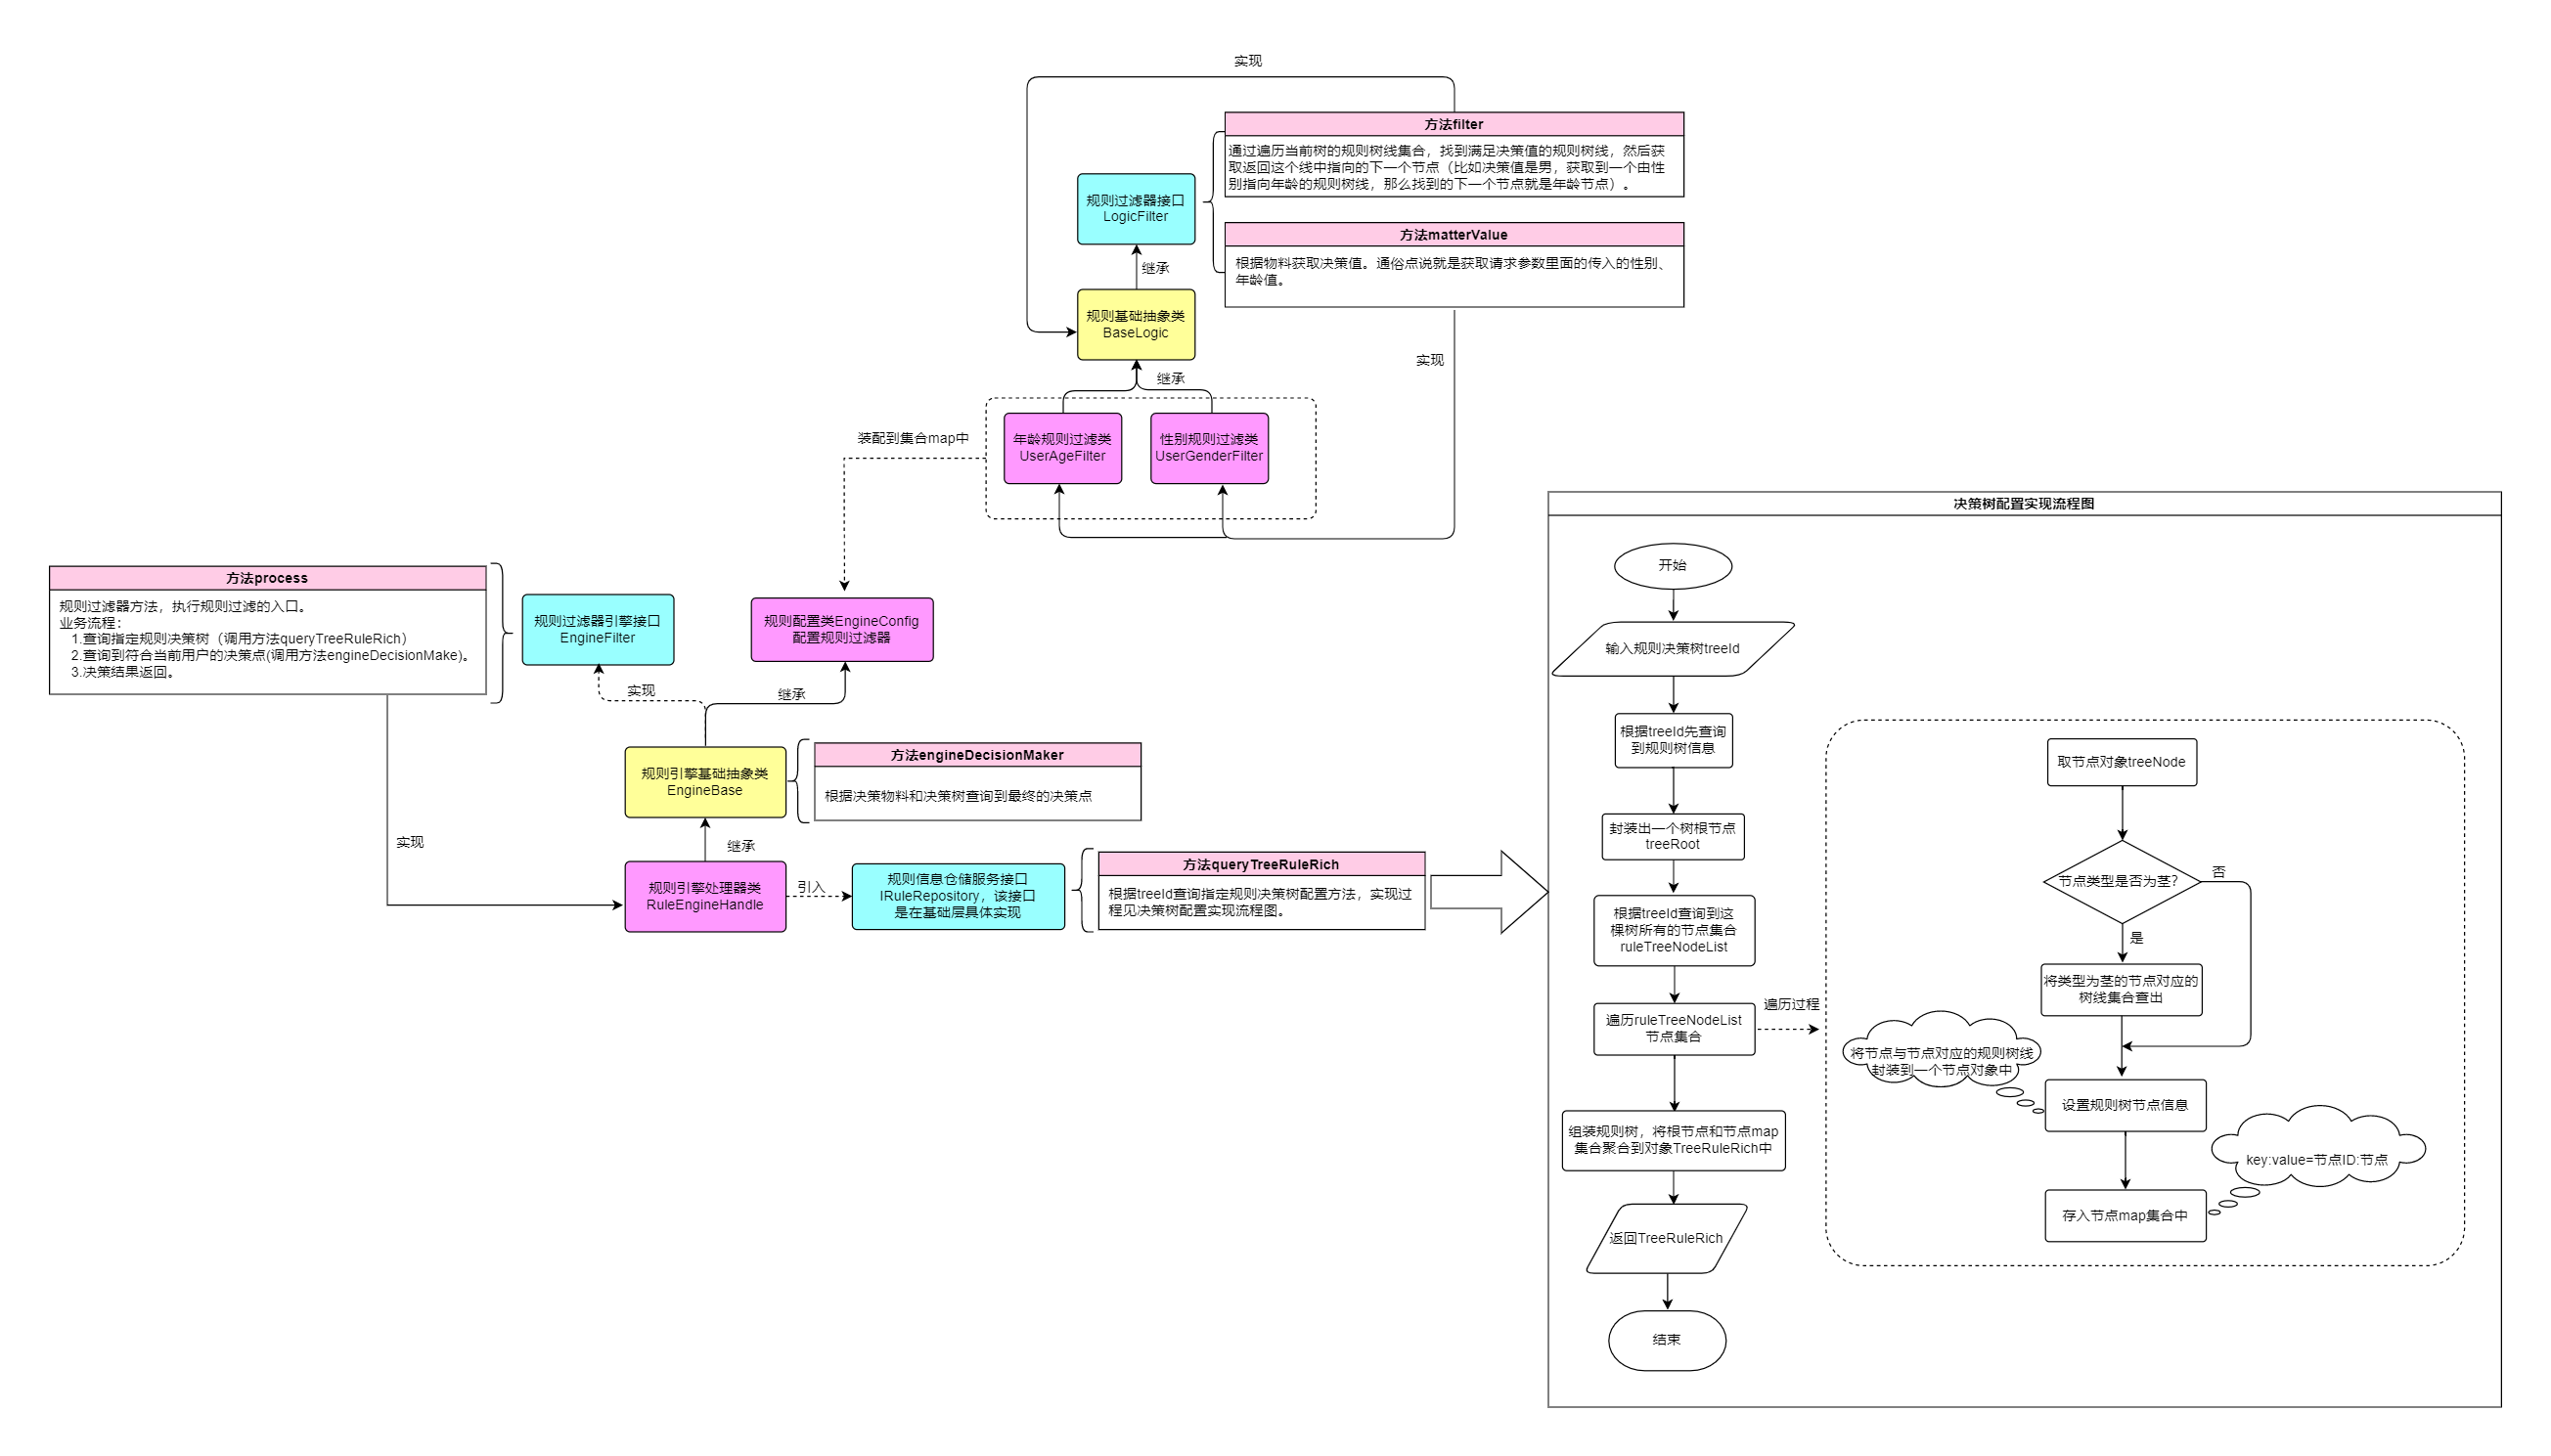 实现
方法filter
通过遍历当前树的规则树线集合，找到满足决策值的规则树线，然后获
取返回这个线中指向的下一个节点（比如决策值是男，获取到一个由性
别指向年龄的规则树线，那么找到的下一个节点就是年龄节点）。
规则过滤器接口
LogicFilter
方法matterValue
根据物料获取决策值。通俗点说就是获取请求参数里面的传入的性别、
年龄值。
继承
规则基础抽象类
BaseLogic
实现
继承
年龄规则过滤类
UserAgeFilter
性别规则过滤类
UserGenderFilter
装配到集合map中
方法process
规则过滤器方法，执行规则过滤的入口。
业务流程：
1.查询指定规则决策树（调用方法queryTreeRuleRich）
2.查询到符合当前用户的决策点(调用方法engineDecisionMake)。
3.决策结果返回。
规则过滤器引擎接口
EngineFilter
规则配置类EngineConfig
配置规则过滤器
实现
继承
规则引擎基础抽象类
EngineBase
方法engineDecisionMaker
根据决策物料和决策树查询到最终的决策点
实现
继承
规则引擎处理器类
RuleEngineHandle
引入
规则信息仓储服务接口
IRuleRepository，该接口
是在基础层具体实现
方法queryTreeRuleRich
根据treeId查询指定规则决策树配置方法，实现过
程见决策树配置实现流程图。
决策树配置实现流程图
开始
输入规则决策树treeId
根据treeId先查询
到规则树信息
封装出一个树根节点
treeRoot
根据treeId查询到这
棵树所有的节点集合
ruleTreeNodeList
遍历ruleTreeNodeList
节点集合
遍历过程
组装规则树，将根节点和节点map
集合聚合到对象TreeRuleRich中
返回TreeRuleRich
结束
取节点对象treeNode
节点类型是否为茎？
否
是
将类型为茎的节点对应的
树线集合查出
将节点与节点对应的规则树线
封装到一个节点对象中
设置规则树节点信息
key:value=节点ID:节点
存入节点map集合中